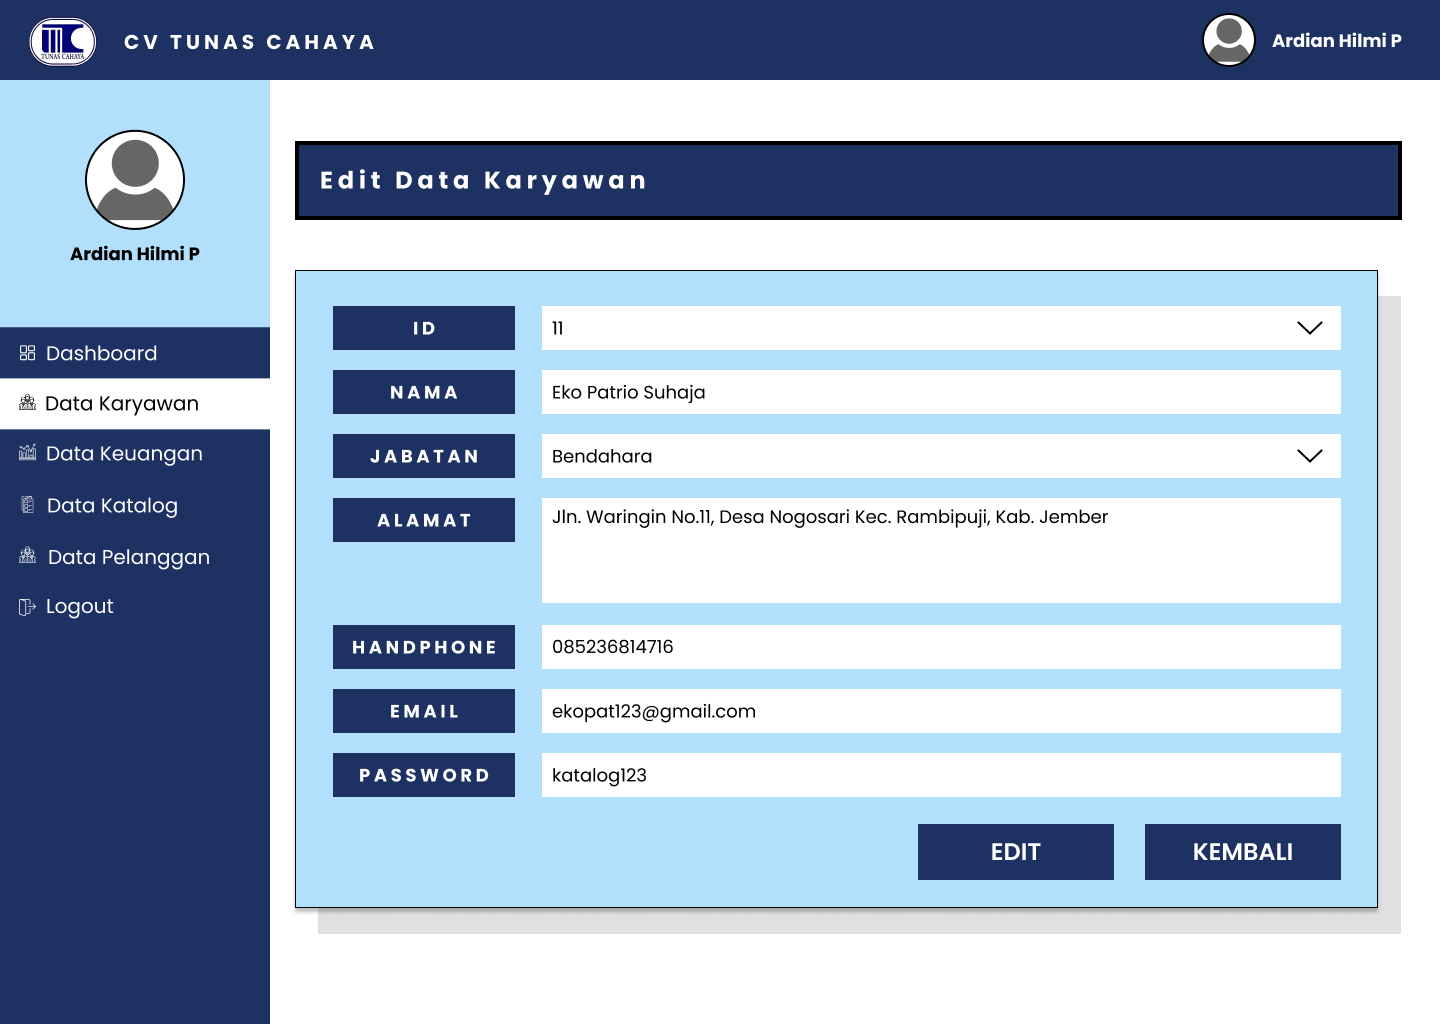 TUNAS CAHAYA
CV TUNAS CAHAYA
Ardian Hilmi P
Ardian Hilmi P
Dashboard
Data Karyawan
Data Keuangan
Data Katalog
Data Pelanggan
Logout
Edit Data Karyawan
ID
11
NAMA
Eko Patrio Suhaja
JABATAN
Bendahara
ALAMAT
Jln. Waringin No.11, Desa Nogosari Kec. Rambipuji, Kab. Jember
HANDPHONE
085236814716
EMAIL
ekopat123@gmail.com
PASSWORD
katalog123
EDIT
KEMBALI